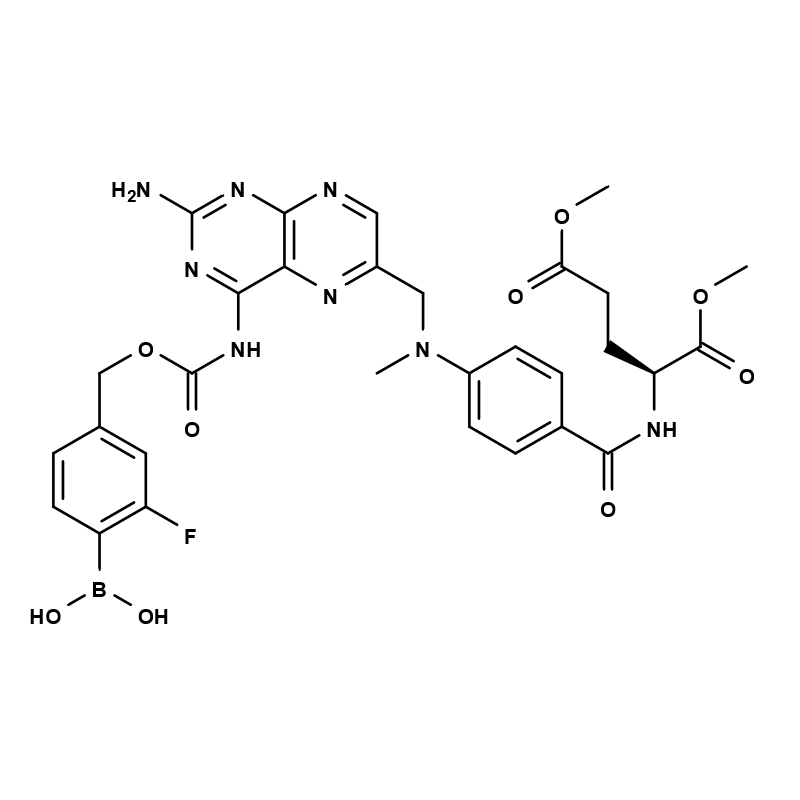 H2N N N
O
N N
O O
O NH N O
O NH
F O
B
HO OH